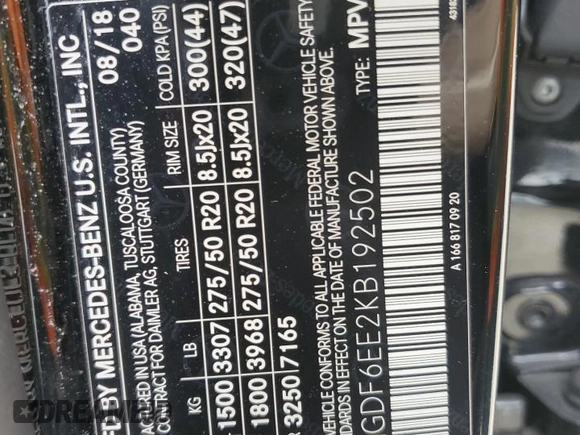 FD BY MERCEDES-BENZ U.S. INTL., INC
08/18
ACTURED IN USA (ALABAMA, TUSCALOOSA COUNTY)
040
CONTRACT FOR DAIMLER AG, STUTTGART (GERMANY)
KG LB TIRES RIM SIZE COLD KPA (PSI)
1500 3307 275/50 R20 8.5Jx20 300(44)
1800 3968 275/50 R20 8.5Jx20 320(47)
R 3250 7165
VEHICLE CONFORMS TO ALL APPLICABLE FEDERAL MOTOR VEHICLE SAFETY
DARDS IN EFFECT ON THE DATE OF MANUFACTURE SHOWN ABOVE.
GDF6EE2KB192502 TYPE: MPV
A 166 817 09 20